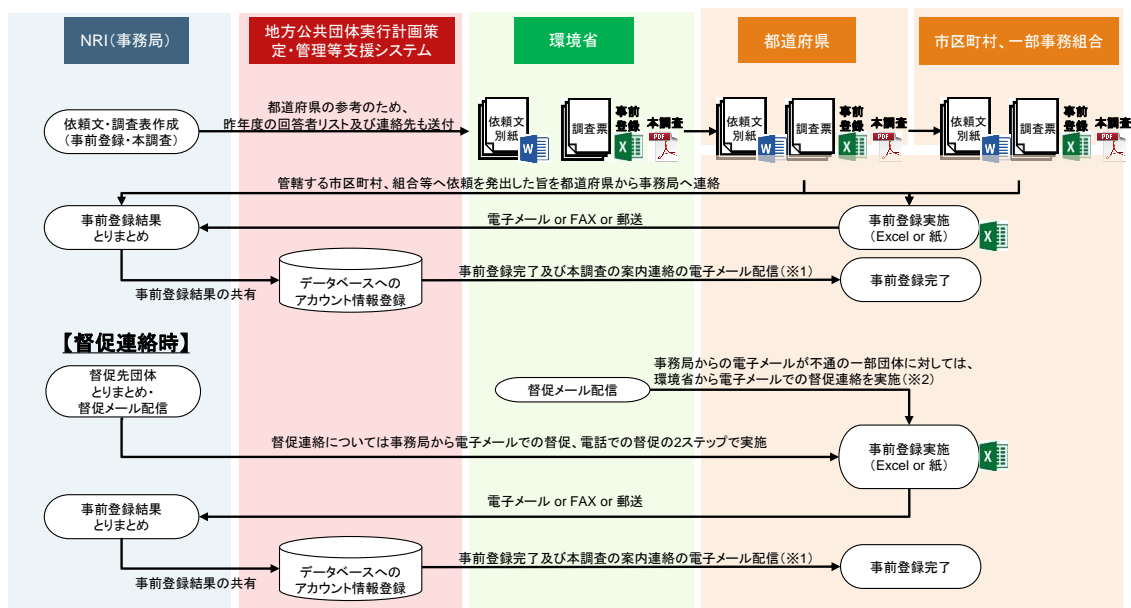 NRI(事務局)
地方公共団体実行計画策
定・管理等支援システム
環境省
都道府県
市区町村、一部事務組合
依頼文・調査表作成
(事前登録・本調査)
都道府県の参考のため、
昨年度の回答者リスト及び連絡先も送付
依頼文
別紙
W
調査票
事前
登録
X
本調査
PDF
依頼文
別紙
W
調査票
事前
登録
X
本調査
PDF
依頼文
別紙
W
調査票
事前
登録
X
本調査
PDF
管轄する市区町村、組合等へ依頼を発出した旨を都道府県から事務局へ連絡
事前登録結果
とりまとめ
電子メール or FAX or 郵送
事前登録実施
(Excel or 紙)
X
事前登録結果の共有
データベースへの
アカウント情報登録
事前登録完了及び本調査の案内連絡の電子メール配信(※1)
事前登録完了
【督促連絡時】
督促先団体
とりまとめ・
督促メール配信
督促メール配信
事務局からの電子メールが不通の一部団体に対しては、
環境省から電子メールでの督促連絡を実施(※2)
督促連絡については事務局から電子メールでの督促、電話での督促の2ステップで実施
事前登録実施
(Excel or 紙)
X
事前登録結果
とりまとめ
電子メール or FAX or 郵送
事前登録結果の共有
データベースへの
アカウント情報登録
事前登録完了及び本調査の案内連絡の電子メール配信(※1)
事前登録完了